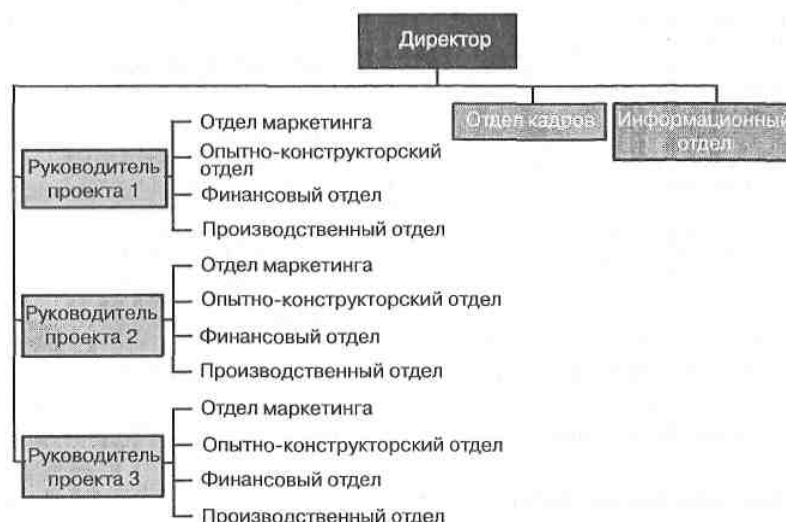 Директор
Отдел кадров
Информационный
отдел
Руководитель
проекта 1
Отдел маркетинга
Опытно-конструкторский
отдел
Финансовый отдел
Производственный отдел
Руководитель
проекта 2
Отдел маркетинга
Опытно-конструкторский отдел
Финансовый отдел
Производственный отдел
Руководитель
проекта 3
Отдел маркетинга
Опытно-конструкторский отдел
Финансовый отдел
Производственный отдел